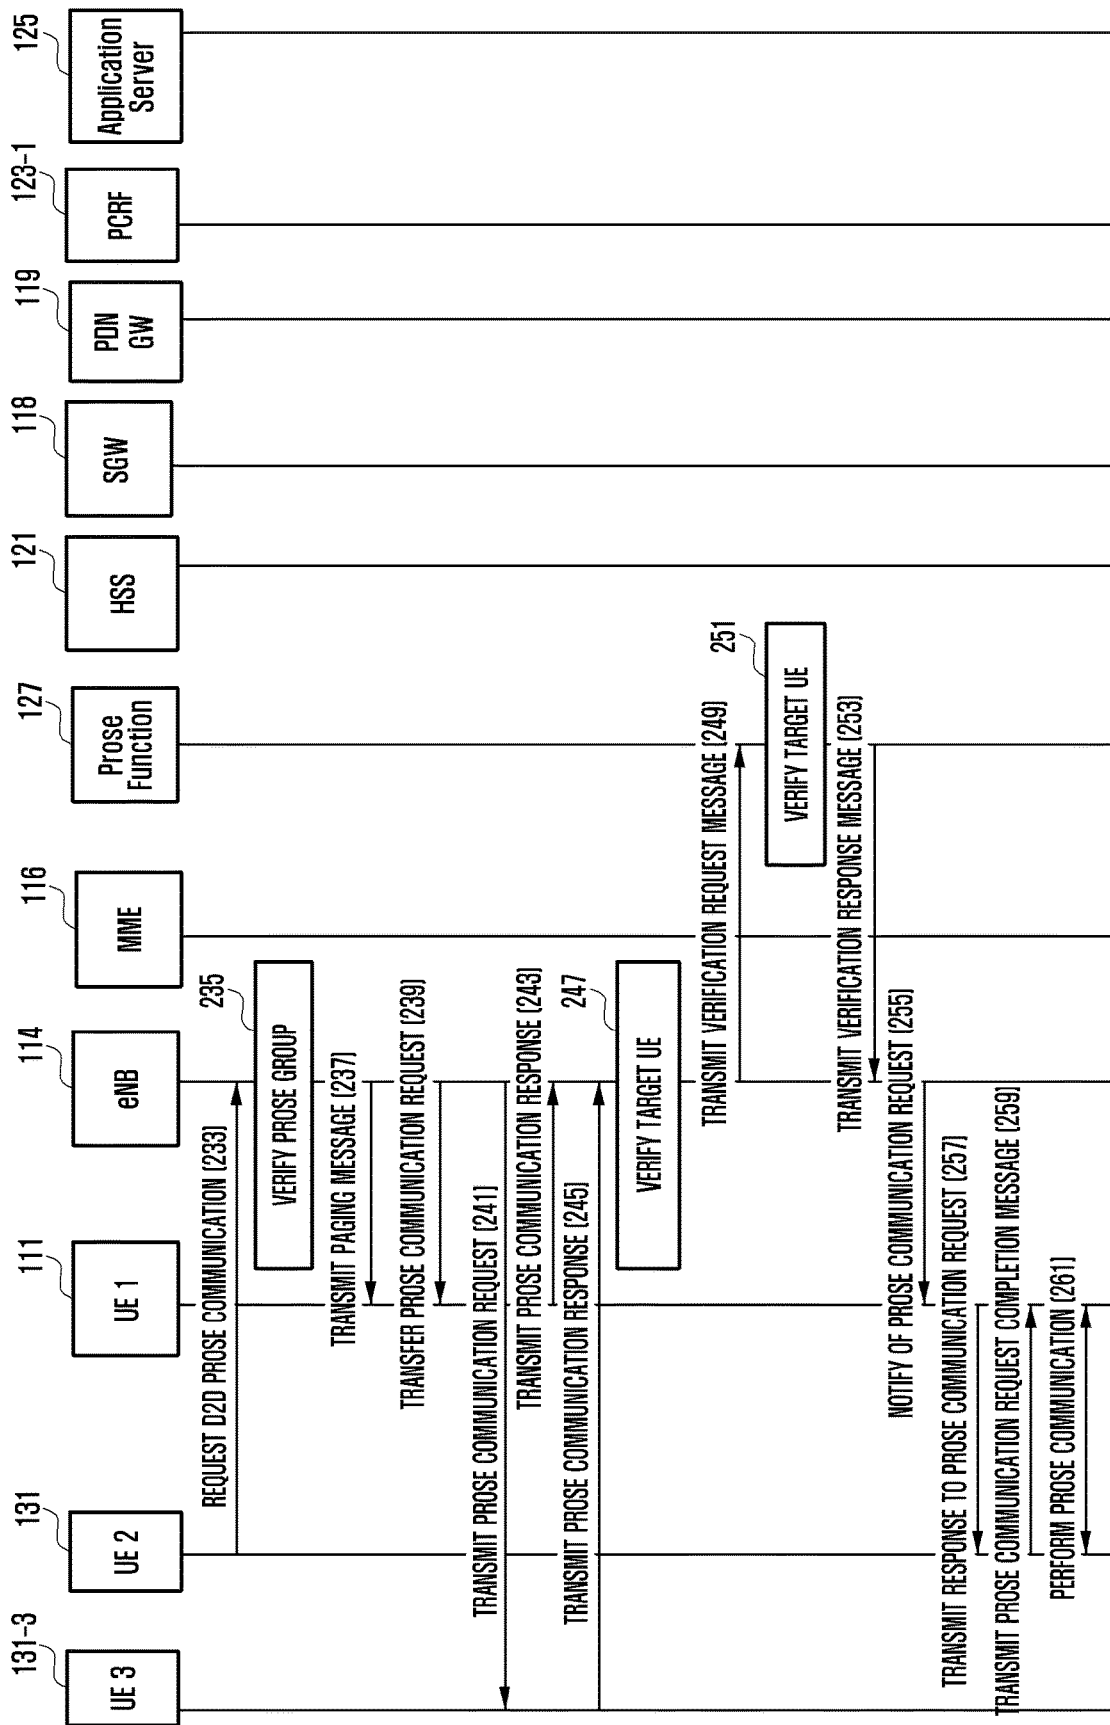 131-3
UE 3
131
UE 2
111
UE 1
114
eNB
116
MME
127
Prose
Function
121
HSS
118
SGW
119
PDN
GW
123-1
PCRF
125
Application
Server
REQUEST D2D PROSE COMMUNICATION (233)
235
VERIFY PROSE GROUP
TRANSMIT PAGING MESSAGE (237)
TRANSFER PROSE COMMUNICATION REQUEST (239)
TRANSMIT PROSE COMMUNICATION REQUEST (241)
TRANSMIT PROSE COMMUNICATION RESPONSE (243)
TRANSMIT PROSE COMMUNICATION RESPONSE (245)
247
VERIFY TARGET UE
TRANSMIT VERIFICATION REQUEST MESSAGE (249)
251
VERIFY TARGET UE
TRANSMIT VERIFICATION RESPONSE MESSAGE (253)
NOTIFY OF PROSE COMMUNICATION REQUEST (255)
TRANSMIT RESPONSE TO PROSE COMMUNICATION REQUEST (257)
TRANSMIT PROSE COMMUNICATION REQUEST COMPLETION MESSAGE (259)
PERFORM PROSE COMMUNICATION (261)